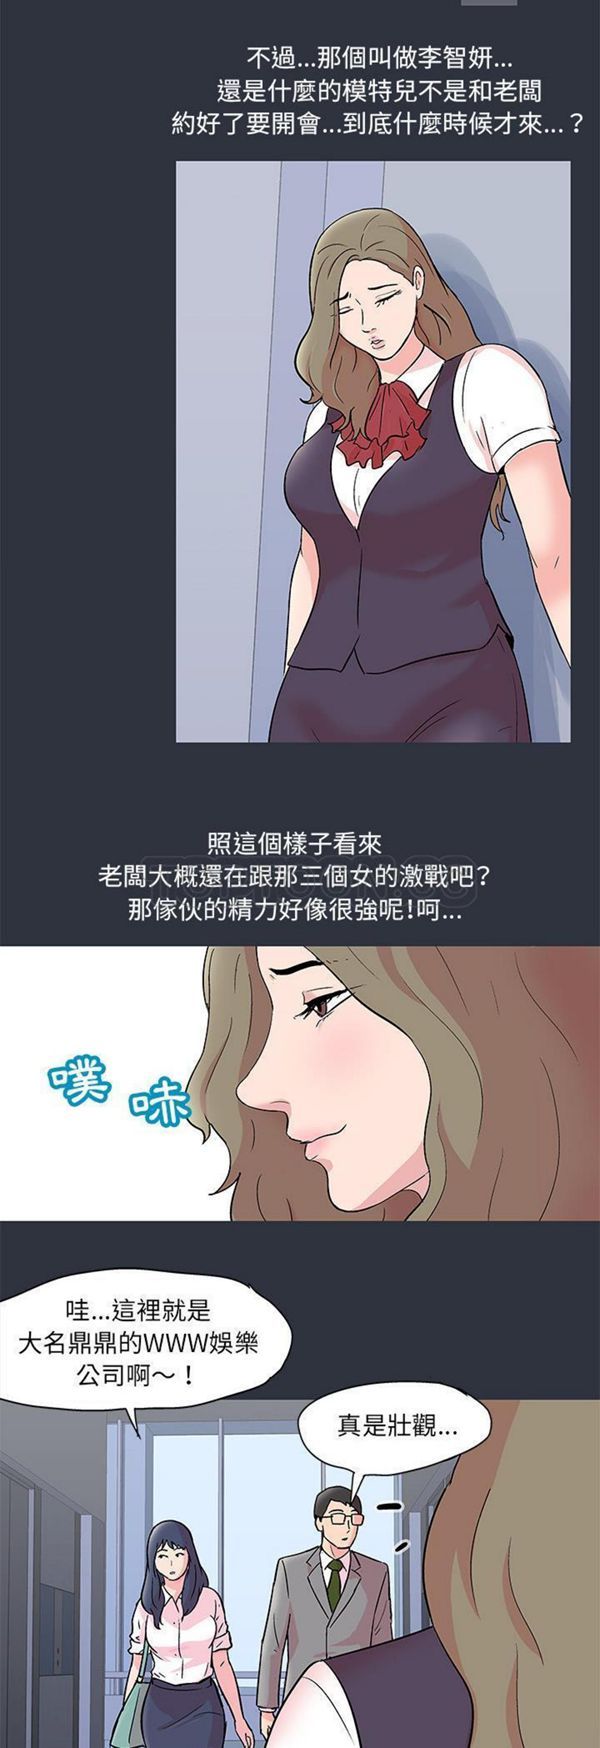 不過...那個叫做李智妍...
還是什麼的模特兒不是和老闆
約好了要開會...到底什麼時候才來...？
照這個樣子看來
老闆大概還在跟那三個女的激戰吧？
那傢伙的精力好像很強呢！呵...
噗 哧
哇...這裡就是
大名鼎鼎的WWW娛樂
公司啊～！
真是壯觀...